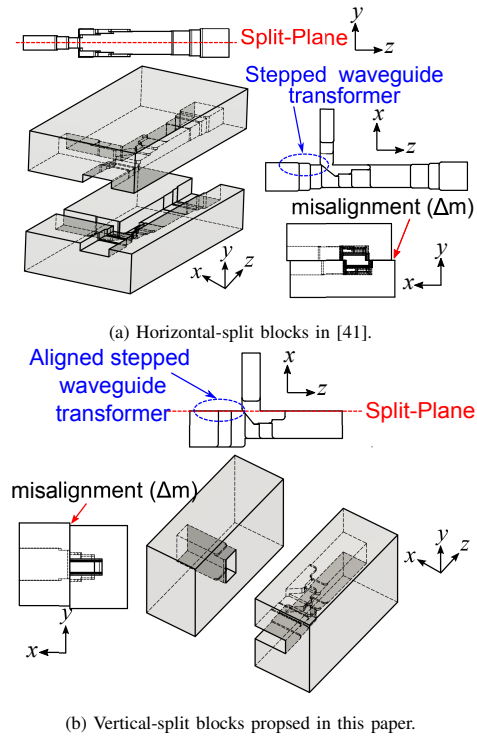 Split-Plane
y
z
Stepped waveguide
transformer
x
z
misalignment (Δm)
y
x
z
y
x
(a) Horizontal-split blocks in [41].
Aligned stepped
waveguide
transformer
x
z
Split-Plane
misalignment (Δm)
y
x
y
x
z
(b) Vertical-split blocks propsed in this paper.